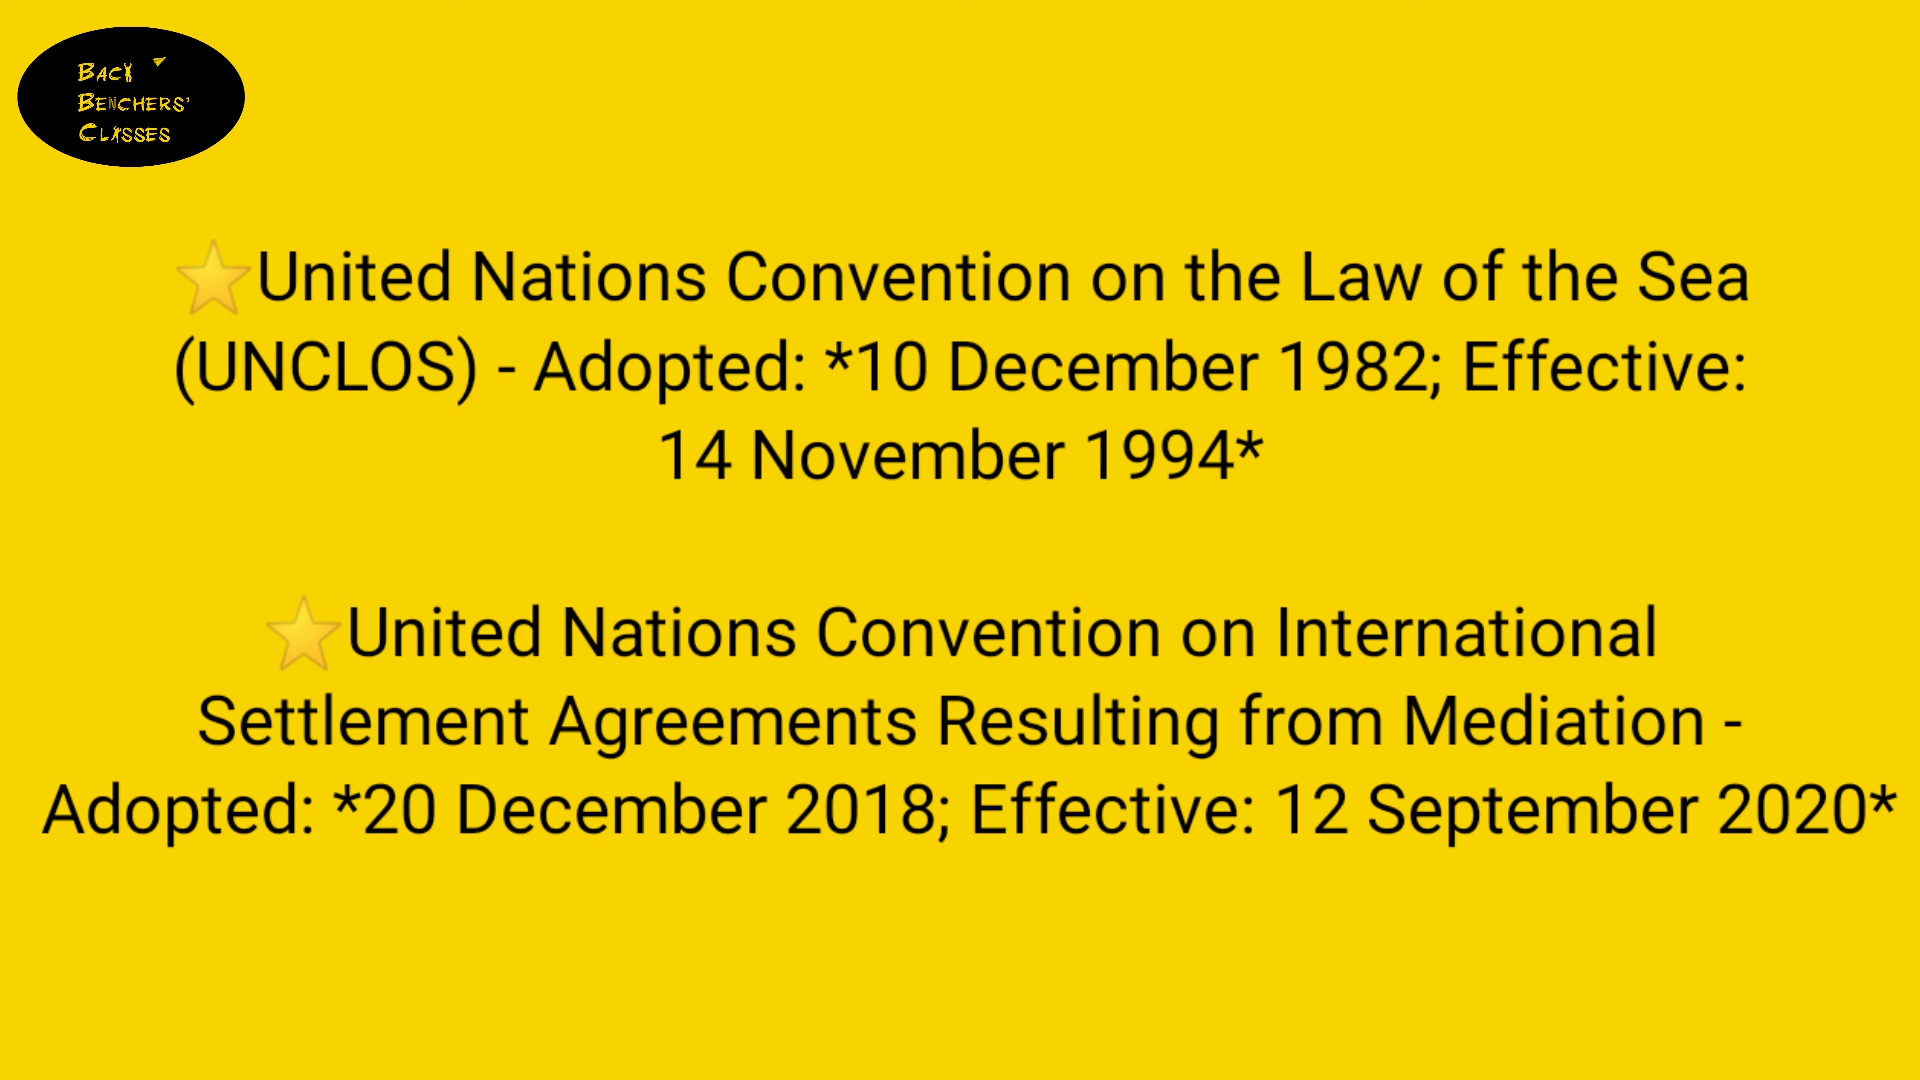 BACK
BENCHERS'
CLASSES
⭐United Nations Convention on the Law of the Sea
(UNCLOS) - Adopted: *10 December 1982; Effective:
14 November 1994*
⭐United Nations Convention on International
Settlement Agreements Resulting from Mediation -
Adopted: *20 December 2018; Effective: 12 September 2020*